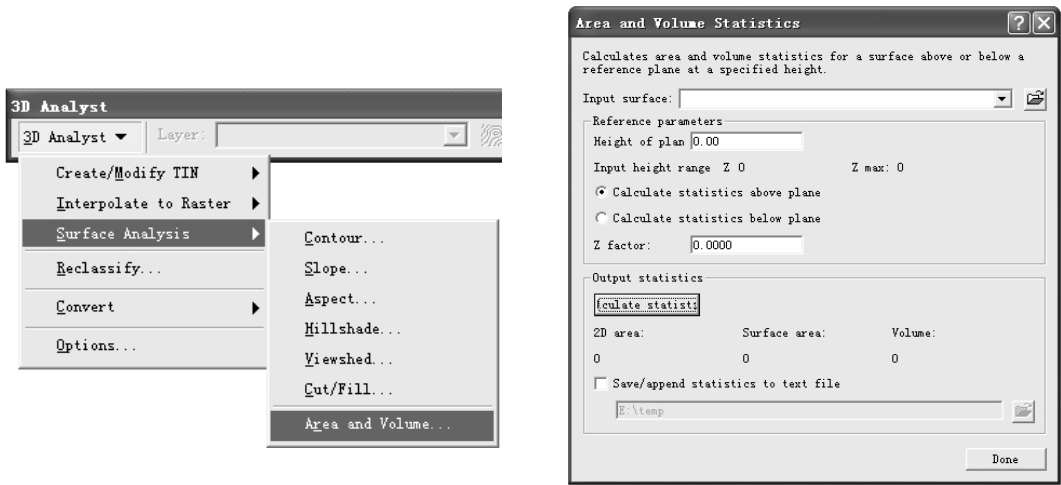 3D Analyst
3D Analyst
Layer:
Create/Modify TIN
Interpolate to Raster
Surface Analysis
Reclassify...
Convert
Options...
Contour...
Slope...
Aspect...
Hillshade...
Viewshed...
Cut/Fill...
Area and Volume...
Area and Volume Statistics
Calculates area and volume statistics for a surface above or below a
reference plane at a specified height.
Input surface:
Reference parameters
Height of plan 0.00
Input height range Z 0 Z max: 0
Calculate statistics above plane
Calculate statistics below plane
Z factor: 0.0000
Output statistics
culate statist
2D area: Surface area: Volume:
0 0 0
Save/append statistics to text file
E:\temp
Done